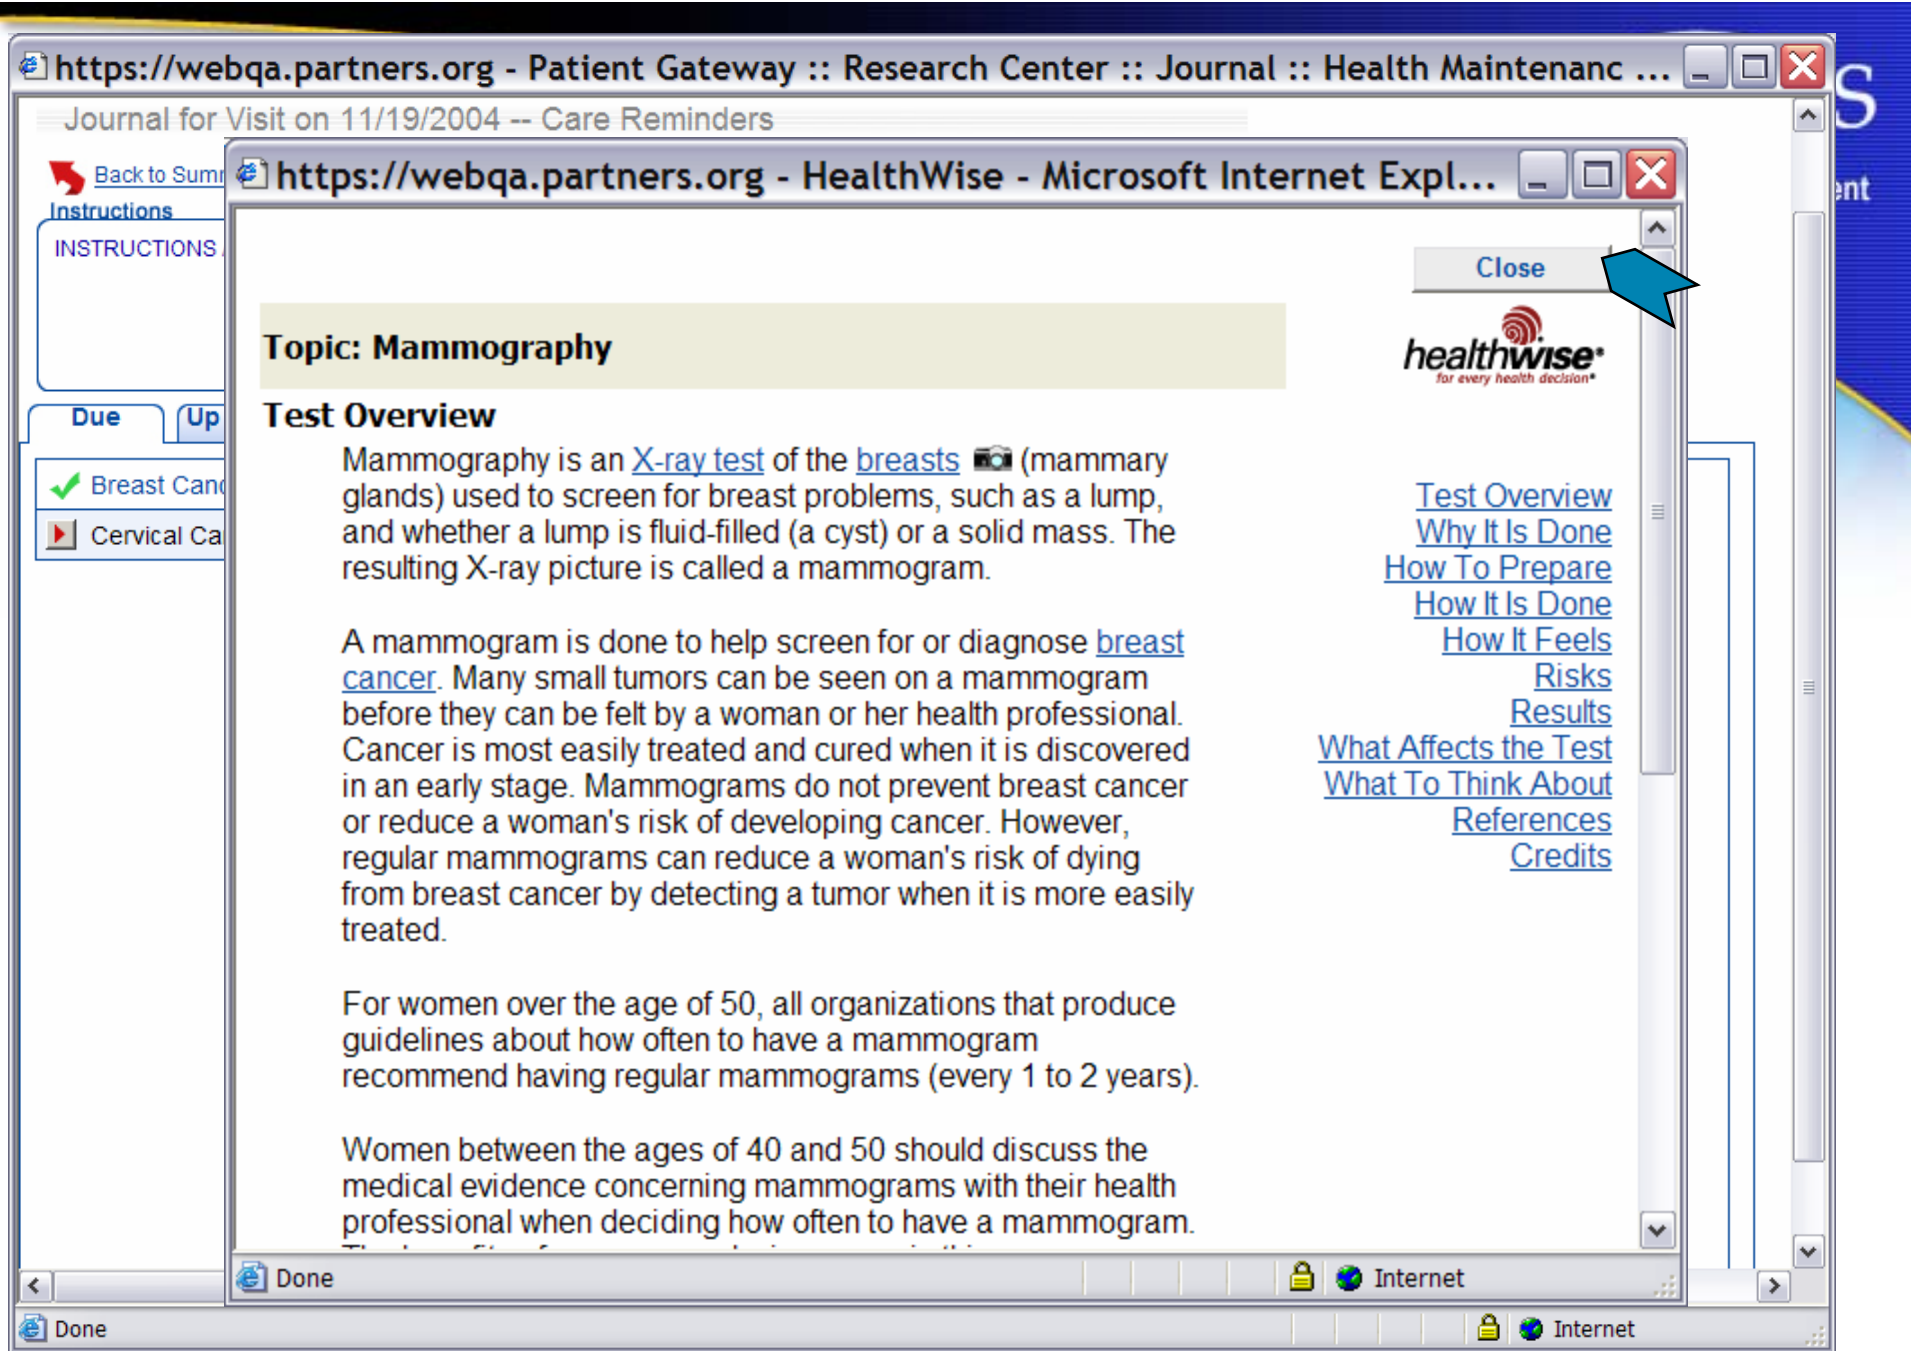 https://webqa.partners.org - Patient Gateway :: Research Center :: Journal :: Health Maintenanc ...
S
ent
Journal for Visit on 11/19/2004 -- Care Reminders
Back to Summ
Instructions
INSTRUCTIONS
Due
Up
Breast Canc
Cervical Ca
https://webqa.partners.org - HealthWise - Microsoft Internet Expl...
Close
healthwise®
for every health decision®
Topic: Mammography
Test Overview
Mammography is an X-ray test of the breasts (mammary
glands) used to screen for breast problems, such as a lump,
and whether a lump is fluid-filled (a cyst) or a solid mass. The
resulting X-ray picture is called a mammogram.
A mammogram is done to help screen for or diagnose breast
cancer. Many small tumors can be seen on a mammogram
before they can be felt by a woman or her health professional.
Cancer is most easily treated and cured when it is discovered
in an early stage. Mammograms do not prevent breast cancer
or reduce a woman's risk of developing cancer. However,
regular mammograms can reduce a woman's risk of dying
from breast cancer by detecting a tumor when it is more easily
treated.
For women over the age of 50, all organizations that produce
guidelines about how often to have a mammogram
recommend having regular mammograms (every 1 to 2 years).
Women between the ages of 40 and 50 should discuss the
medical evidence concerning mammograms with their health
professional when deciding how often to have a mammogram.
Test Overview
Why It Is Done
How To Prepare
How It Is Done
How It Feels
Risks
Results
What Affects the Test
What To Think About
References
Credits
Done
Internet
Done
Internet